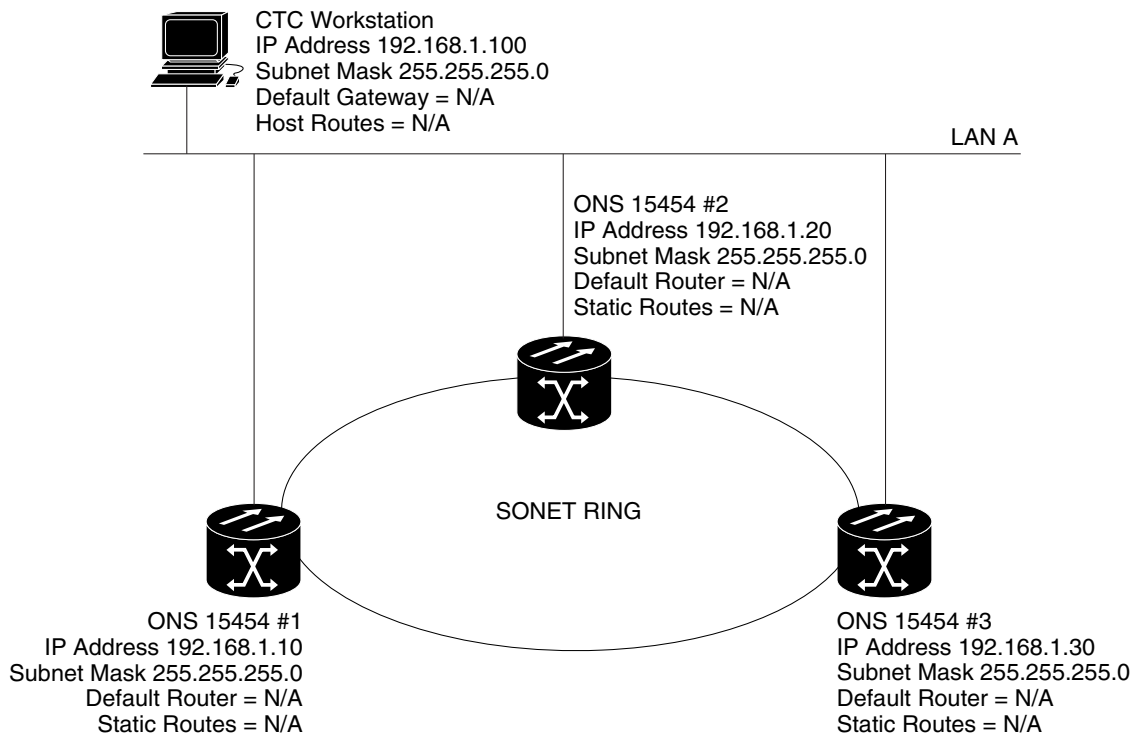 CTC Workstation
IP Address 192.168.1.100
Subnet Mask 255.255.255.0
Default Gateway = N/A
Host Routes = N/A
LAN A
ONS 15454 #2
IP Address 192.168.1.20
Subnet Mask 255.255.255.0
Default Router = N/A
Static Routes = N/A
SONET RING
ONS 15454 #1
IP Address 192.168.1.10
Subnet Mask 255.255.255.0
Default Router = N/A
Static Routes = N/A
ONS 15454 #3
IP Address 192.168.1.30
Subnet Mask 255.255.255.0
Default Router = N/A
Static Routes = N/A